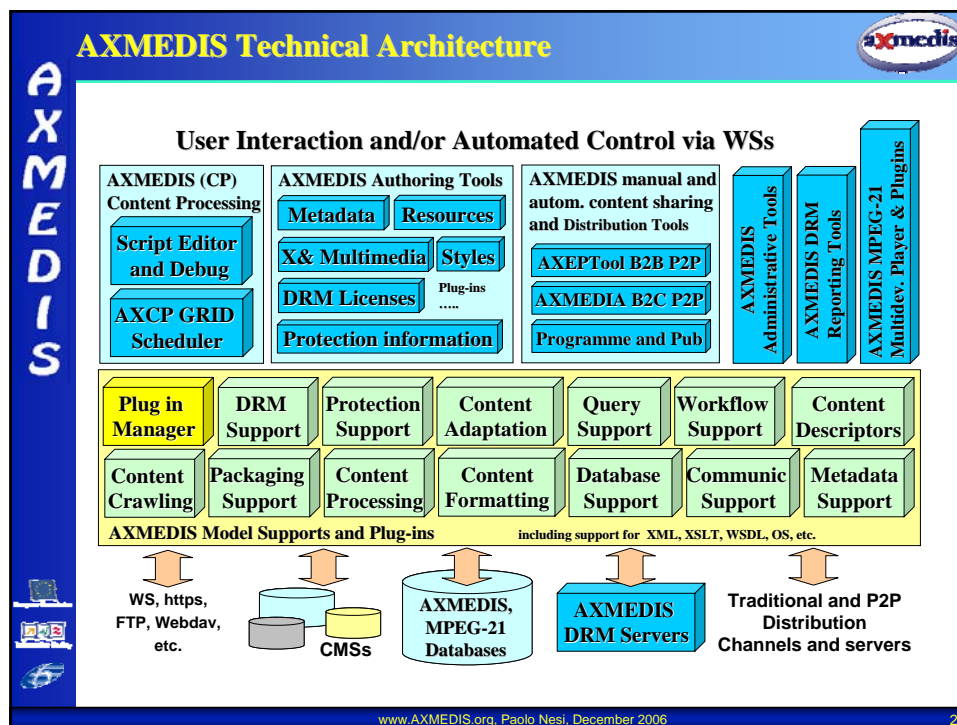 AXMEDIS Technical Architecture
axmedis
AXMEDIS
User Interaction and/or Automated Control via WSs
AXMEDIS (CP)
Content Processing
Script Editor
and Debug
AXCP GRID
Scheduler
AXMEDIS Authoring Tools
Metadata
Resources
X& Multimedia
Styles
DRM Licenses
Plug-ins
.....
Protection information
AXMEDIS manual and
autom. content sharing
and Distribution Tools
AXEPTool B2B P2P
AXMEDIA B2C P2P
Programme and Pub
AXMEDIS
Administrative Tools
AXMEDIS DRM
Reporting Tools
AXMEDIS MPEG-21
Multidev. Player & Plugins
Plug in
Manager
DRM
Support
Protection
Support
Content
Adaptation
Query
Support
Workflow
Support
Content
Descriptors
Content
Crawling
Packaging
Support
Content
Processing
Content
Formatting
Database
Support
Communic
Support
Metadata
Support
AXMEDIS Model Supports and Plug-ins
including support for XML, XSLT, WSDL, OS, etc.
WS, https,
FTP, Webdav,
etc.
CMSs
AXMEDIS,
MPEG-21
Databases
AXMEDIS
DRM Servers
Traditional and P2P
Distribution
Channels and servers
www.AXMEDIS.org, Paolo Nesi, December 2006
2